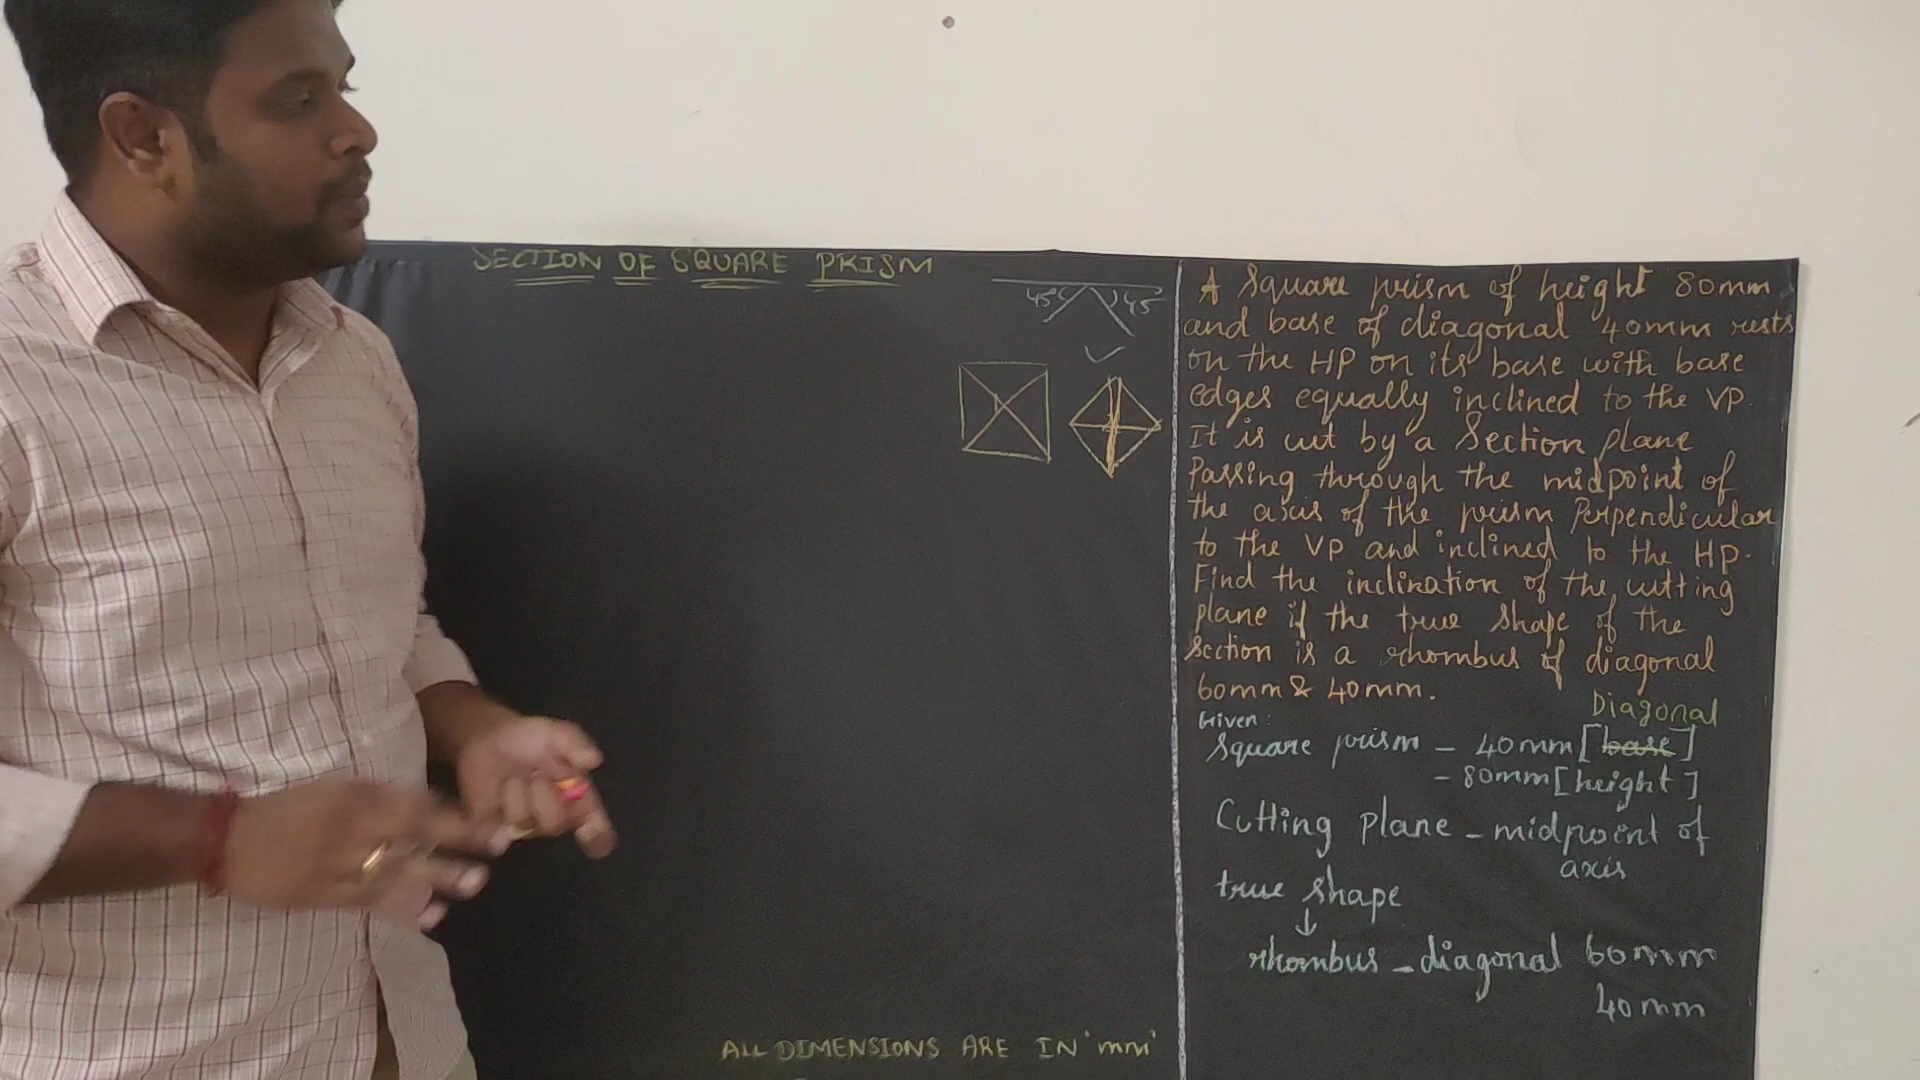 SECTION OF SQUARE PRISM
45 45
A Square prism of height 80mm
and base of diagonal 40mm rests
on the HP on its base with base
edges equally inclined to the VP.
It is cut by a Section plane
Passing through the midpoint of
the axis of the prism Perpendicular
to the VP and inclined to the HP.
Find the inclination of the cutting
plane if the true shape of the
section is a rhombus of diagonal
60mm & 40mm.
Given:
Diagonal
Square prism - 40mm [base]
- 80mm [height]
Cutting plane - midpoint of
axis
true shape
↓
rhombus - diagonal 60mm
40mm
ALL DIMENSIONS ARE IN 'mm'